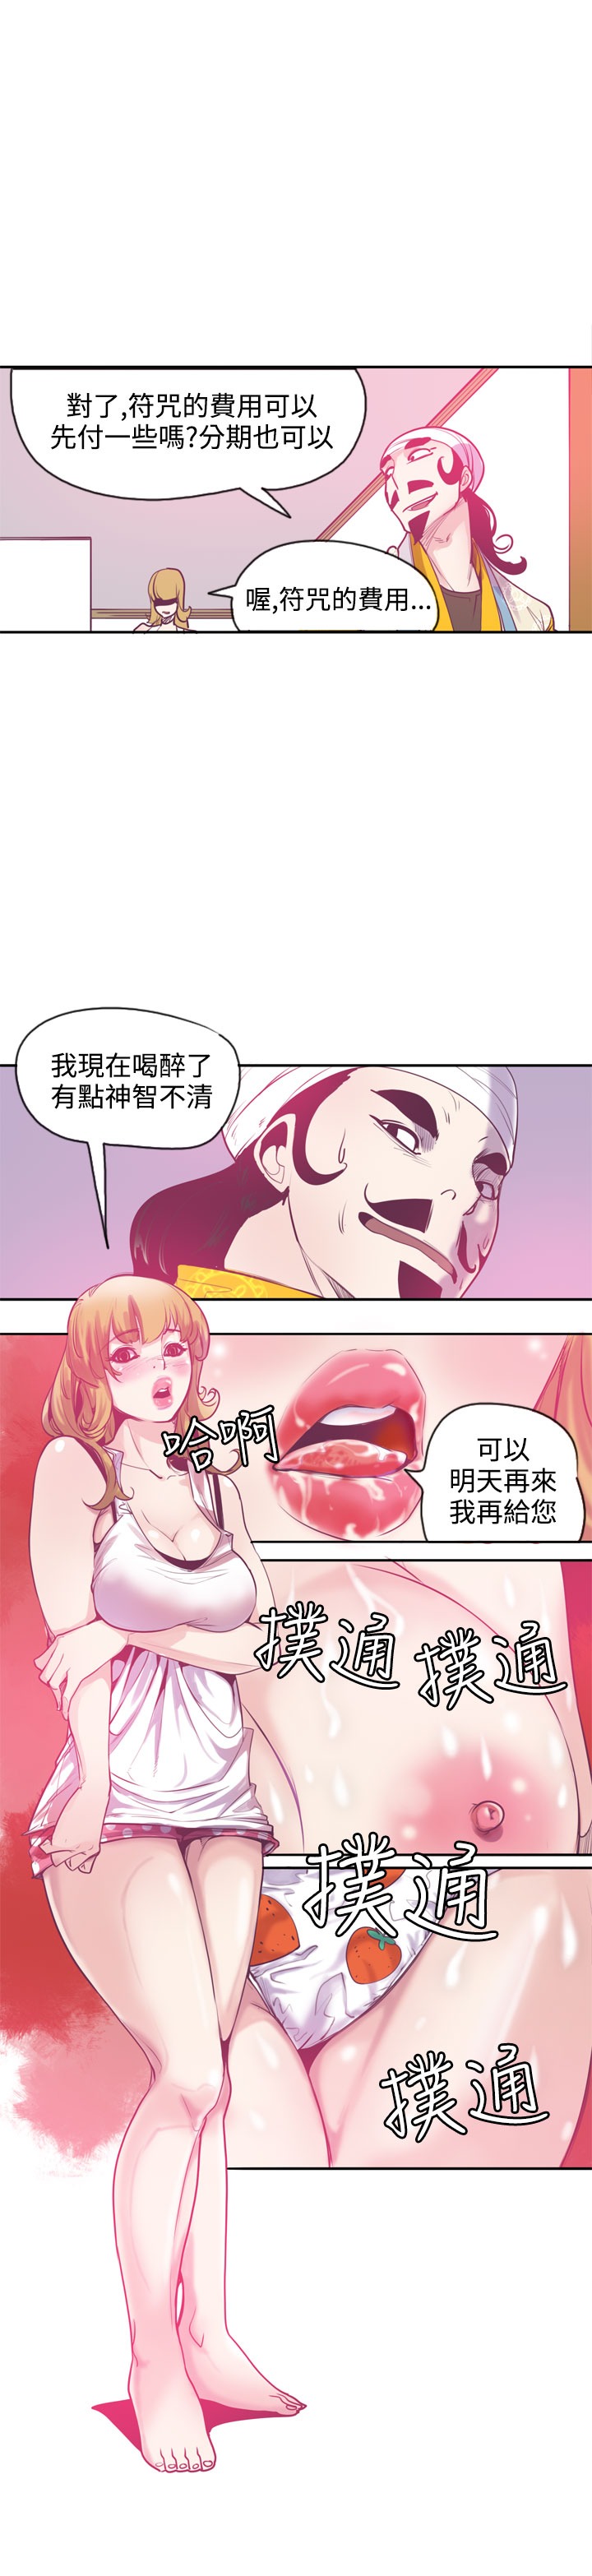 對了,符咒的費用可以
先付一些嗎?分期也可以
喔,符咒的費用...
我現在喝醉了
有點神智不清
哈啊
可以
明天再來
我再給您
撲通
撲通
撲通
撲通